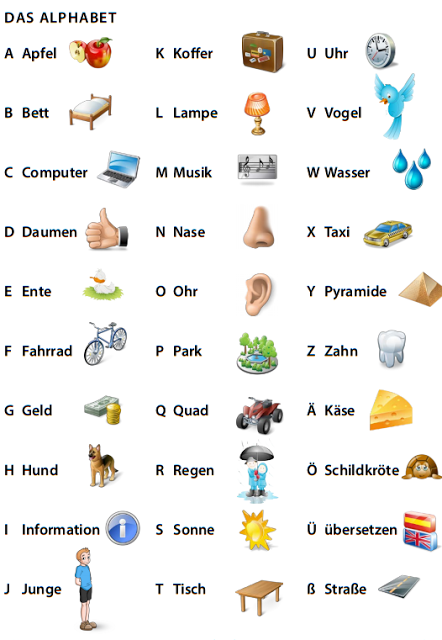 DAS ALPHABET
A Apfel
B Bett
C Computer
D Daumen
E Ente
F Fahrrad
G Geld
H Hund
I Information
J Junge
K Koffer
L Lampe
M Musik
N Nase
O Ohr
P Park
Q Quad
R Regen
S Sonne
T Tisch
U Uhr
V Vogel
W Wasser
X Taxi
Y Pyramide
Z Zahn
Ä Käse
Ö Schildkröte
Ü übersetzen
ß Straße